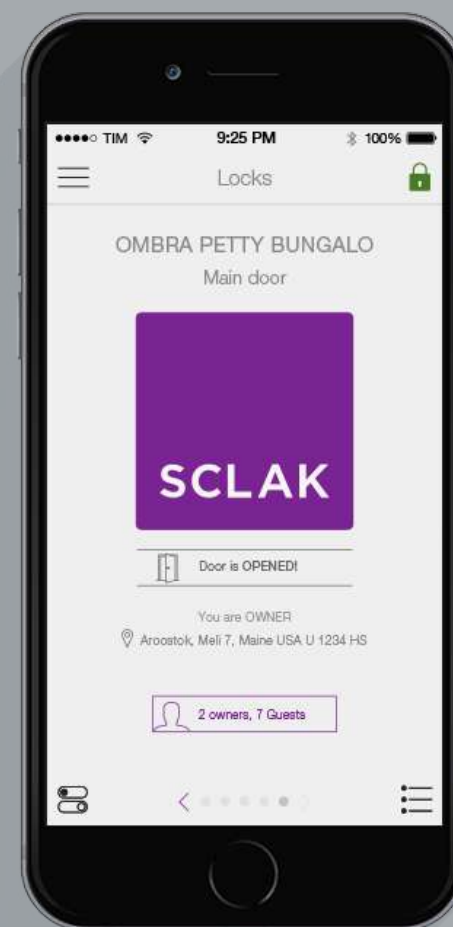 TIM 9:25 PM 100%
Locks
OMBRA PETTY BUNGALO
Main door
SCLAK
Door is OPENED!
You are OWNER
Aroostok, Meli 7, Maine USA U 1234 HS
2 owners, 7 Guests